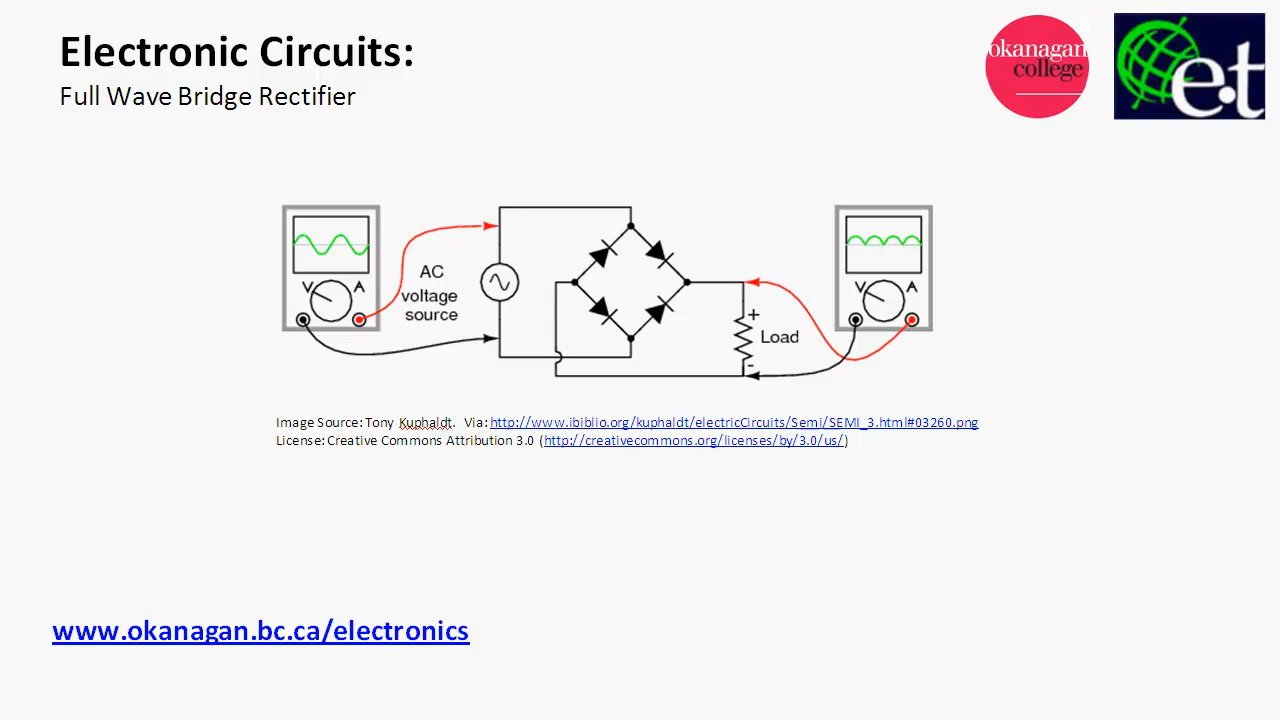 Electronic Circuits:
Full Wave Bridge Rectifier
okanagan
college
e.t
V
A
AC
voltage
source
+
Load
-
V
A
Image Source: Tony Kuphaldt. Via: http://www.ibiblio.org/kuphaldt/electricCircuits/Semi/SEMI_3.html#03260.png
License: Creative Commons Attribution 3.0 (http://creativecommons.org/licenses/by/3.0/us/)
www.okanagan.bc.ca/electronics